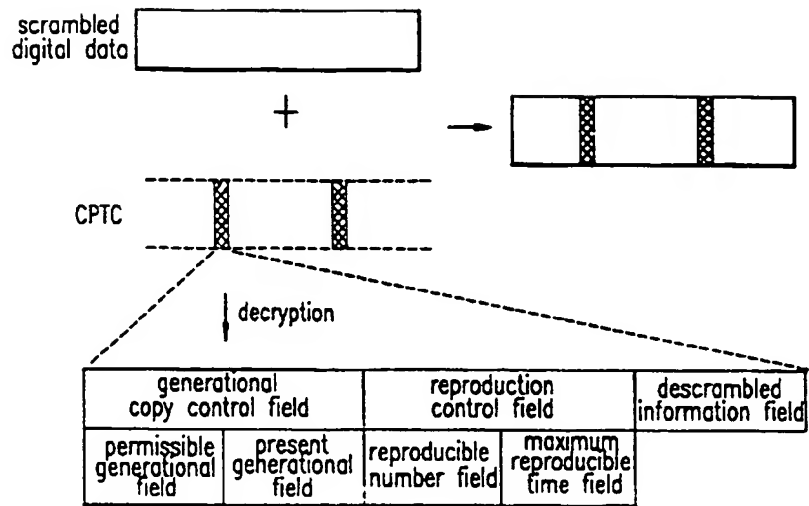 scrambled
digital data
+
CPTC
decryption
generational
copy control field
reproduction
control field
descrambled
information field
permissible
generational
field
present
generational
field
reproducible
number field
maximum
reproducible
time field